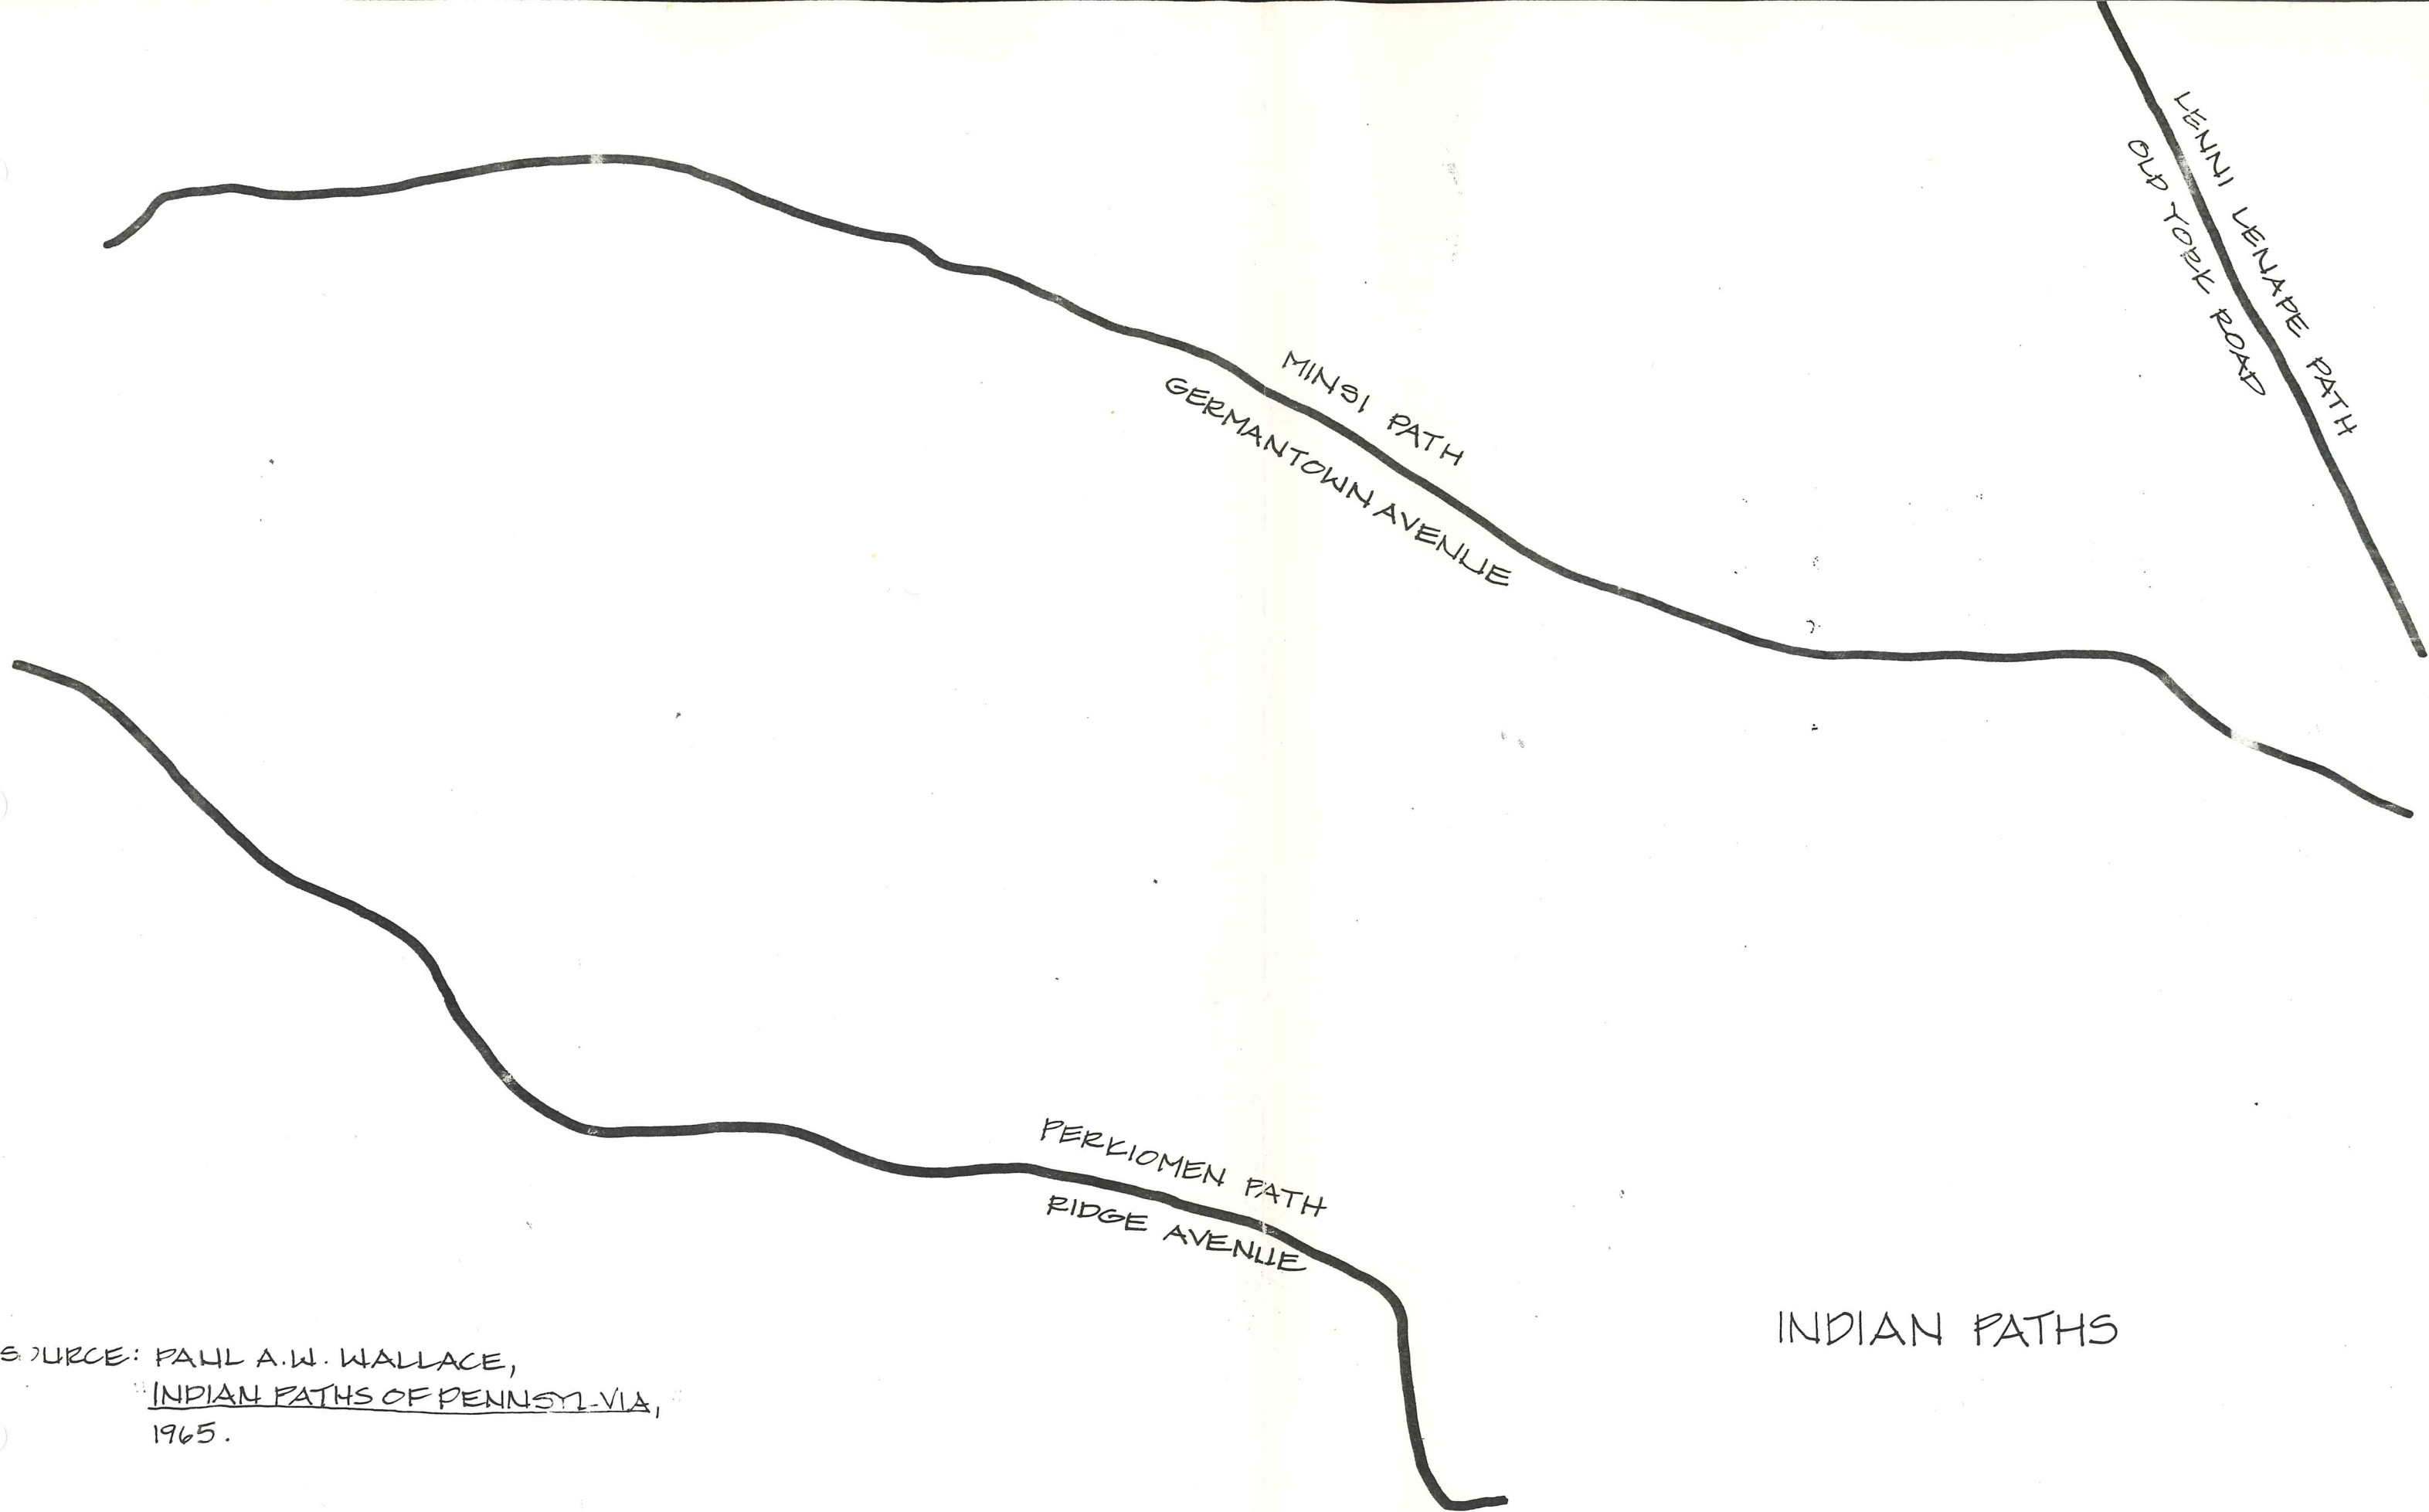 LENNI LENAPE PATH
OLD YORK ROAD
MINSI PATH
GERMANTOWN AVENUE
PERKIOMEN PATH
RIDGE AVENUE
INDIAN PATHS
SOURCE: PAUL A.W. WALLACE,
INDIAN PATHS OF PENNSYLVIA,
1965.